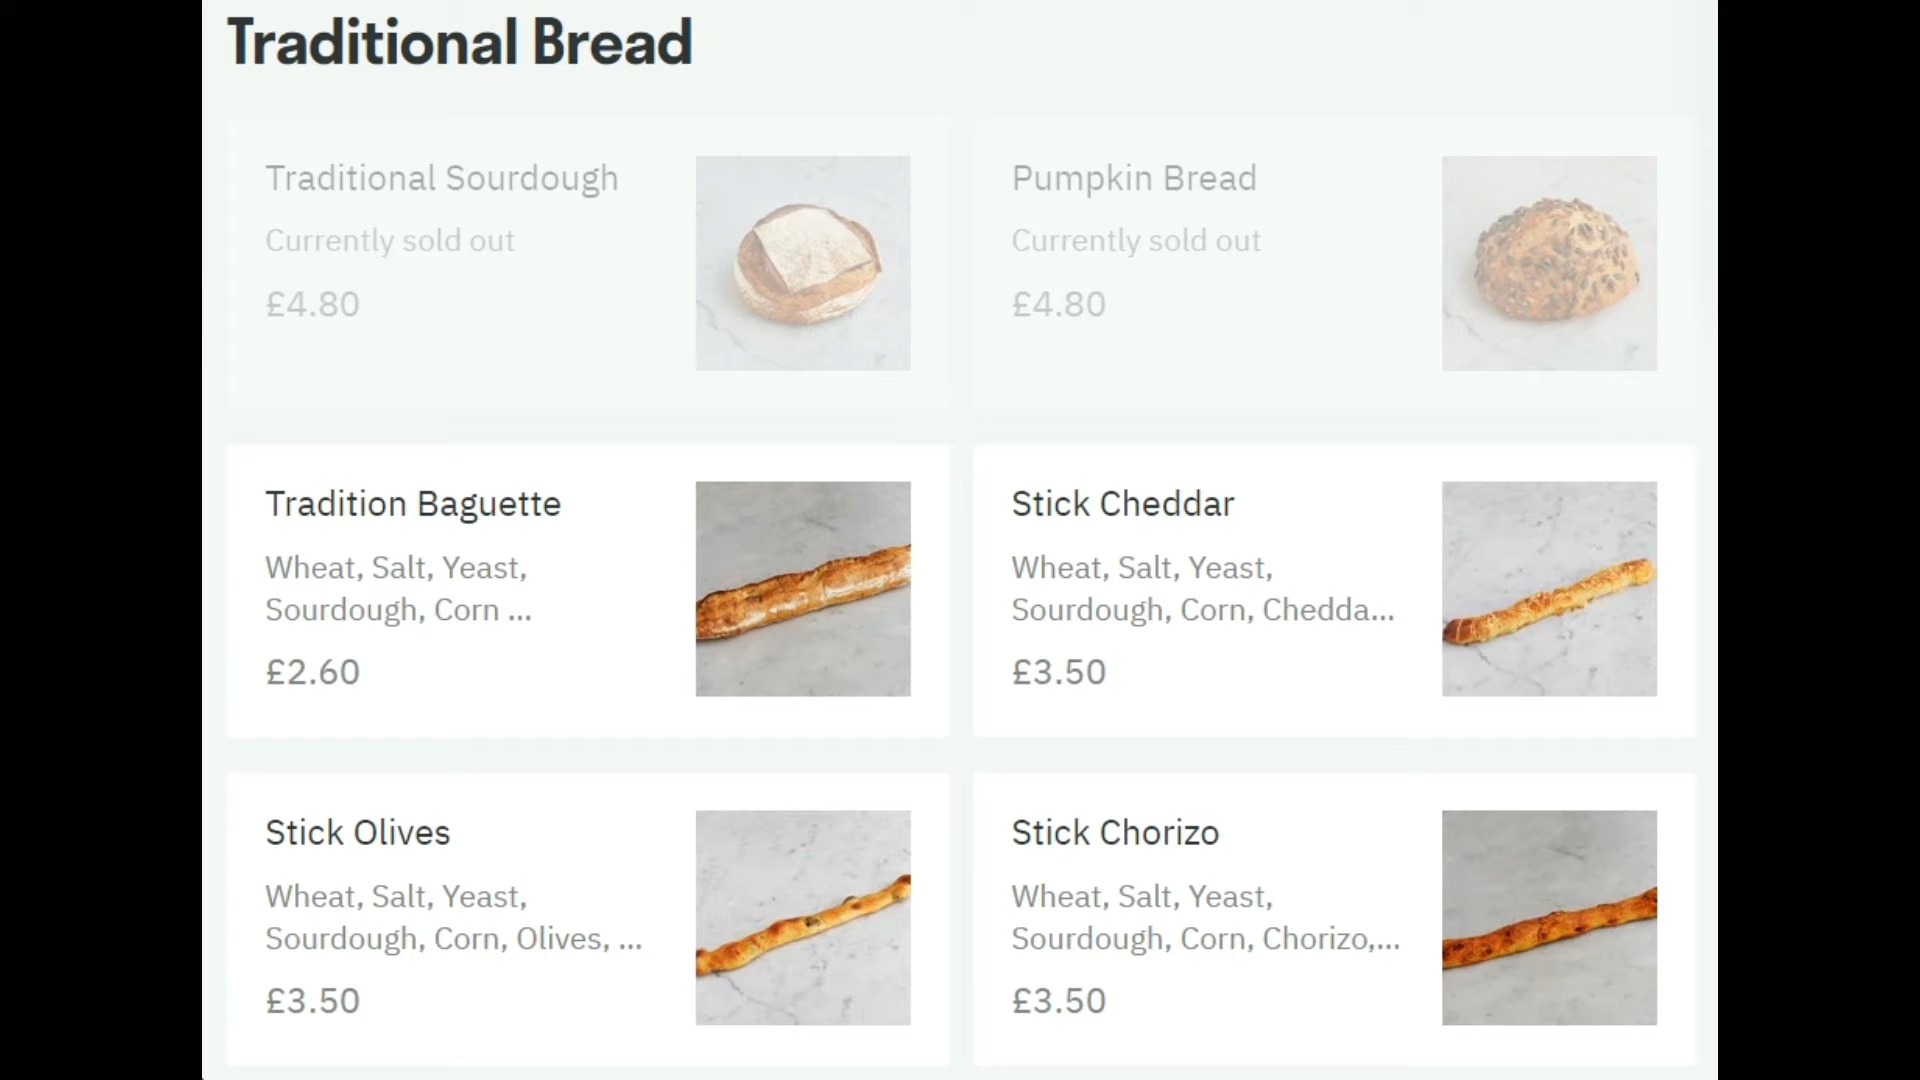 Traditional Bread
Traditional Sourdough
Currently sold out
£4.80
Pumpkin Bread
Currently sold out
£4.80
Tradition Baguette
Wheat, Salt, Yeast,
Sourdough, Corn ...
£2.60
Stick Cheddar
Wheat, Salt, Yeast,
Sourdough, Corn, Chedda...
£3.50
Stick Olives
Wheat, Salt, Yeast,
Sourdough, Corn, Olives, ...
£3.50
Stick Chorizo
Wheat, Salt, Yeast,
Sourdough, Corn, Chorizo,...
£3.50